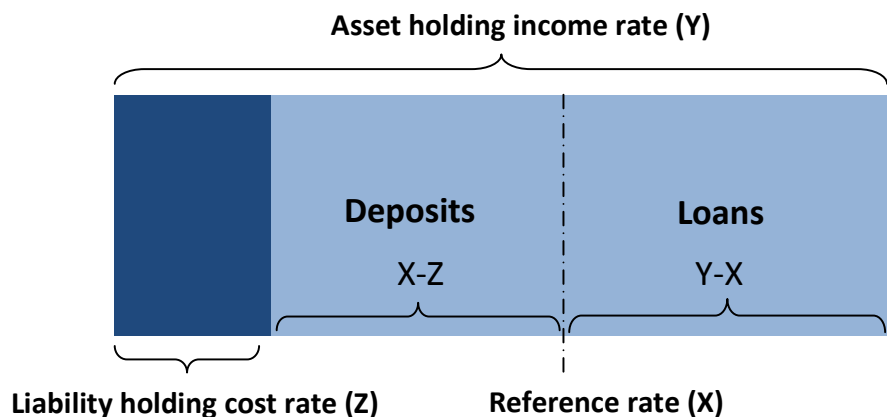 Asset holding income rate (Y)
Deposits
Loans
X-Z
Y-X
Liability holding cost rate (Z)
Reference rate (X)